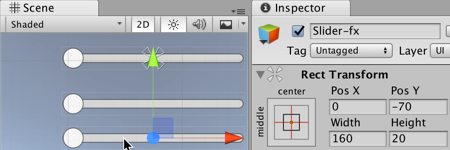 Scene
Shaded
2D
Inspector
Slider-fx
Tag Untagged Layer UI
Rect Transform
center
middle
Pos X Pos Y
0 -70
Width Height
160 20